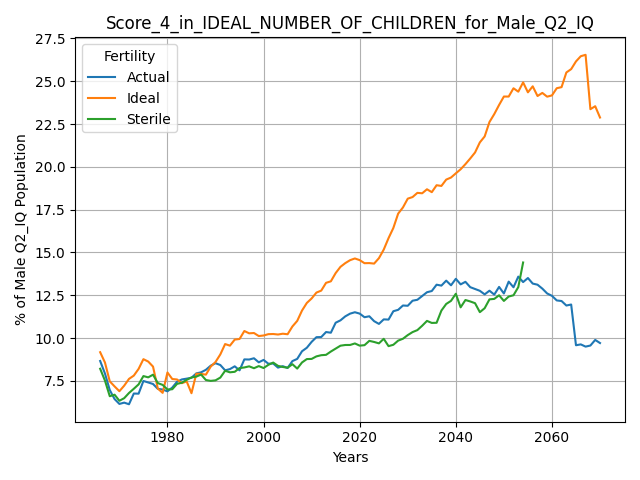 Score_4_in_IDEAL_NUMBER_OF_CHILDREN_for_Male_Q2_IQ
27.5
25.0
22.5
20.0
17.5
15.0
12.5
10.0
7.5
% of Male Q2_IQ Population
Fertility
Actual
Ideal
Sterile
1980
2000
2020
2040
2060
Years